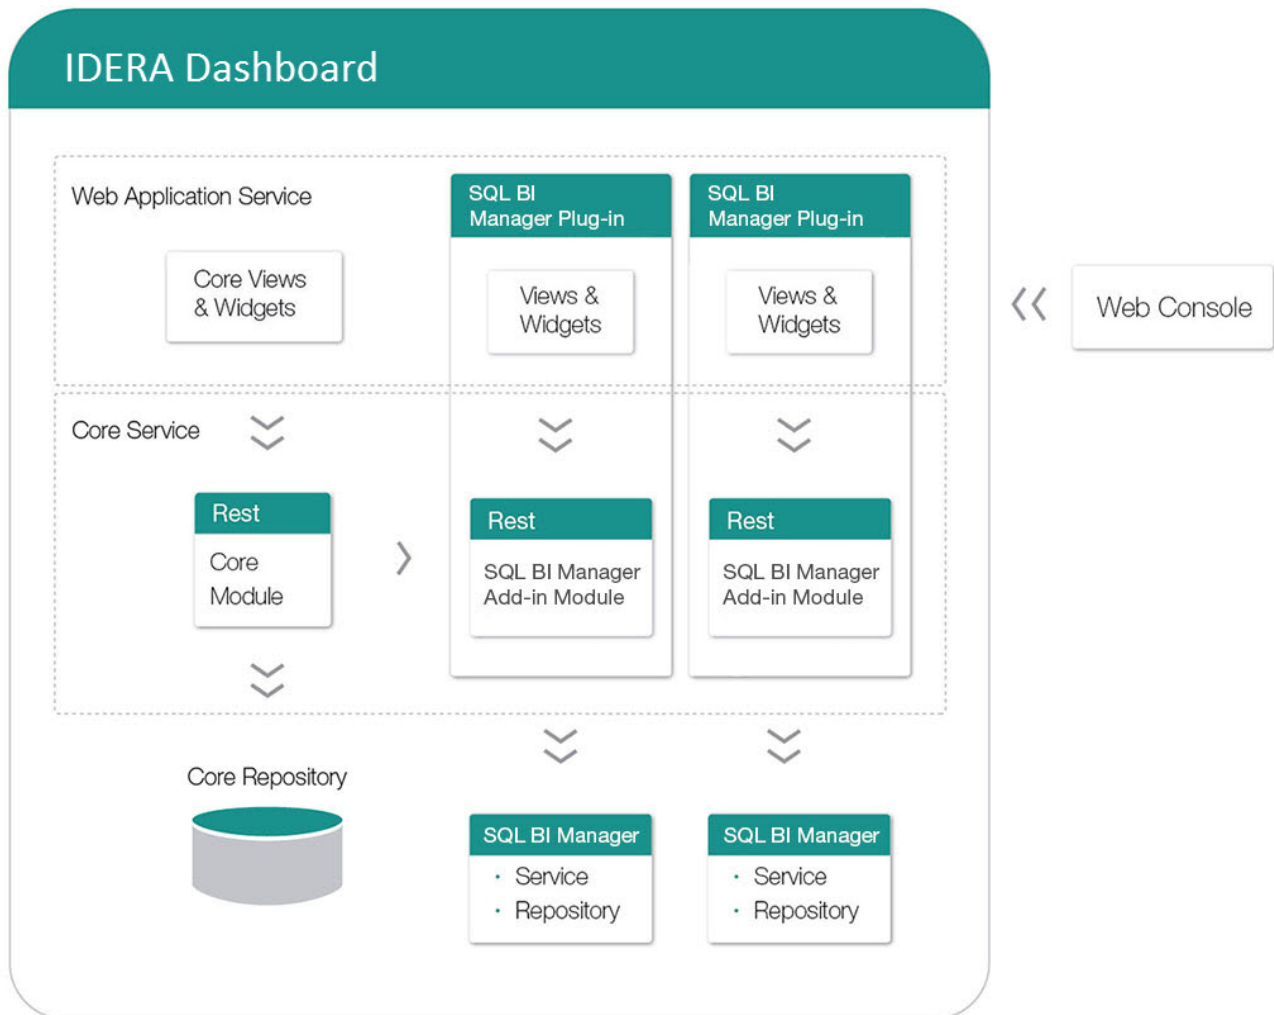 IDERA Dashboard
Web Application Service
Core Views
& Widgets
SQL BI
Manager Plug-in
Views &
Widgets
SQL BI
Manager Plug-in
Views &
Widgets
Web Console
Core Service
Rest
Core
Module
Rest
SQL BI Manager
Add-in Module
Rest
SQL BI Manager
Add-in Module
Core Repository
SQL BI Manager
· Service
· Repository
SQL BI Manager
· Service
· Repository